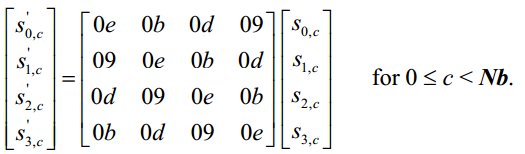 s'0,c 0e 0b 0d 09 s0,c
s'1,c 09 0e 0b 0d s1,c
= for 0 ≤ c < Nb.
s'2,c 0d 09 0e 0b s2,c
s'3,c 0b 0d 09 0e s3,c